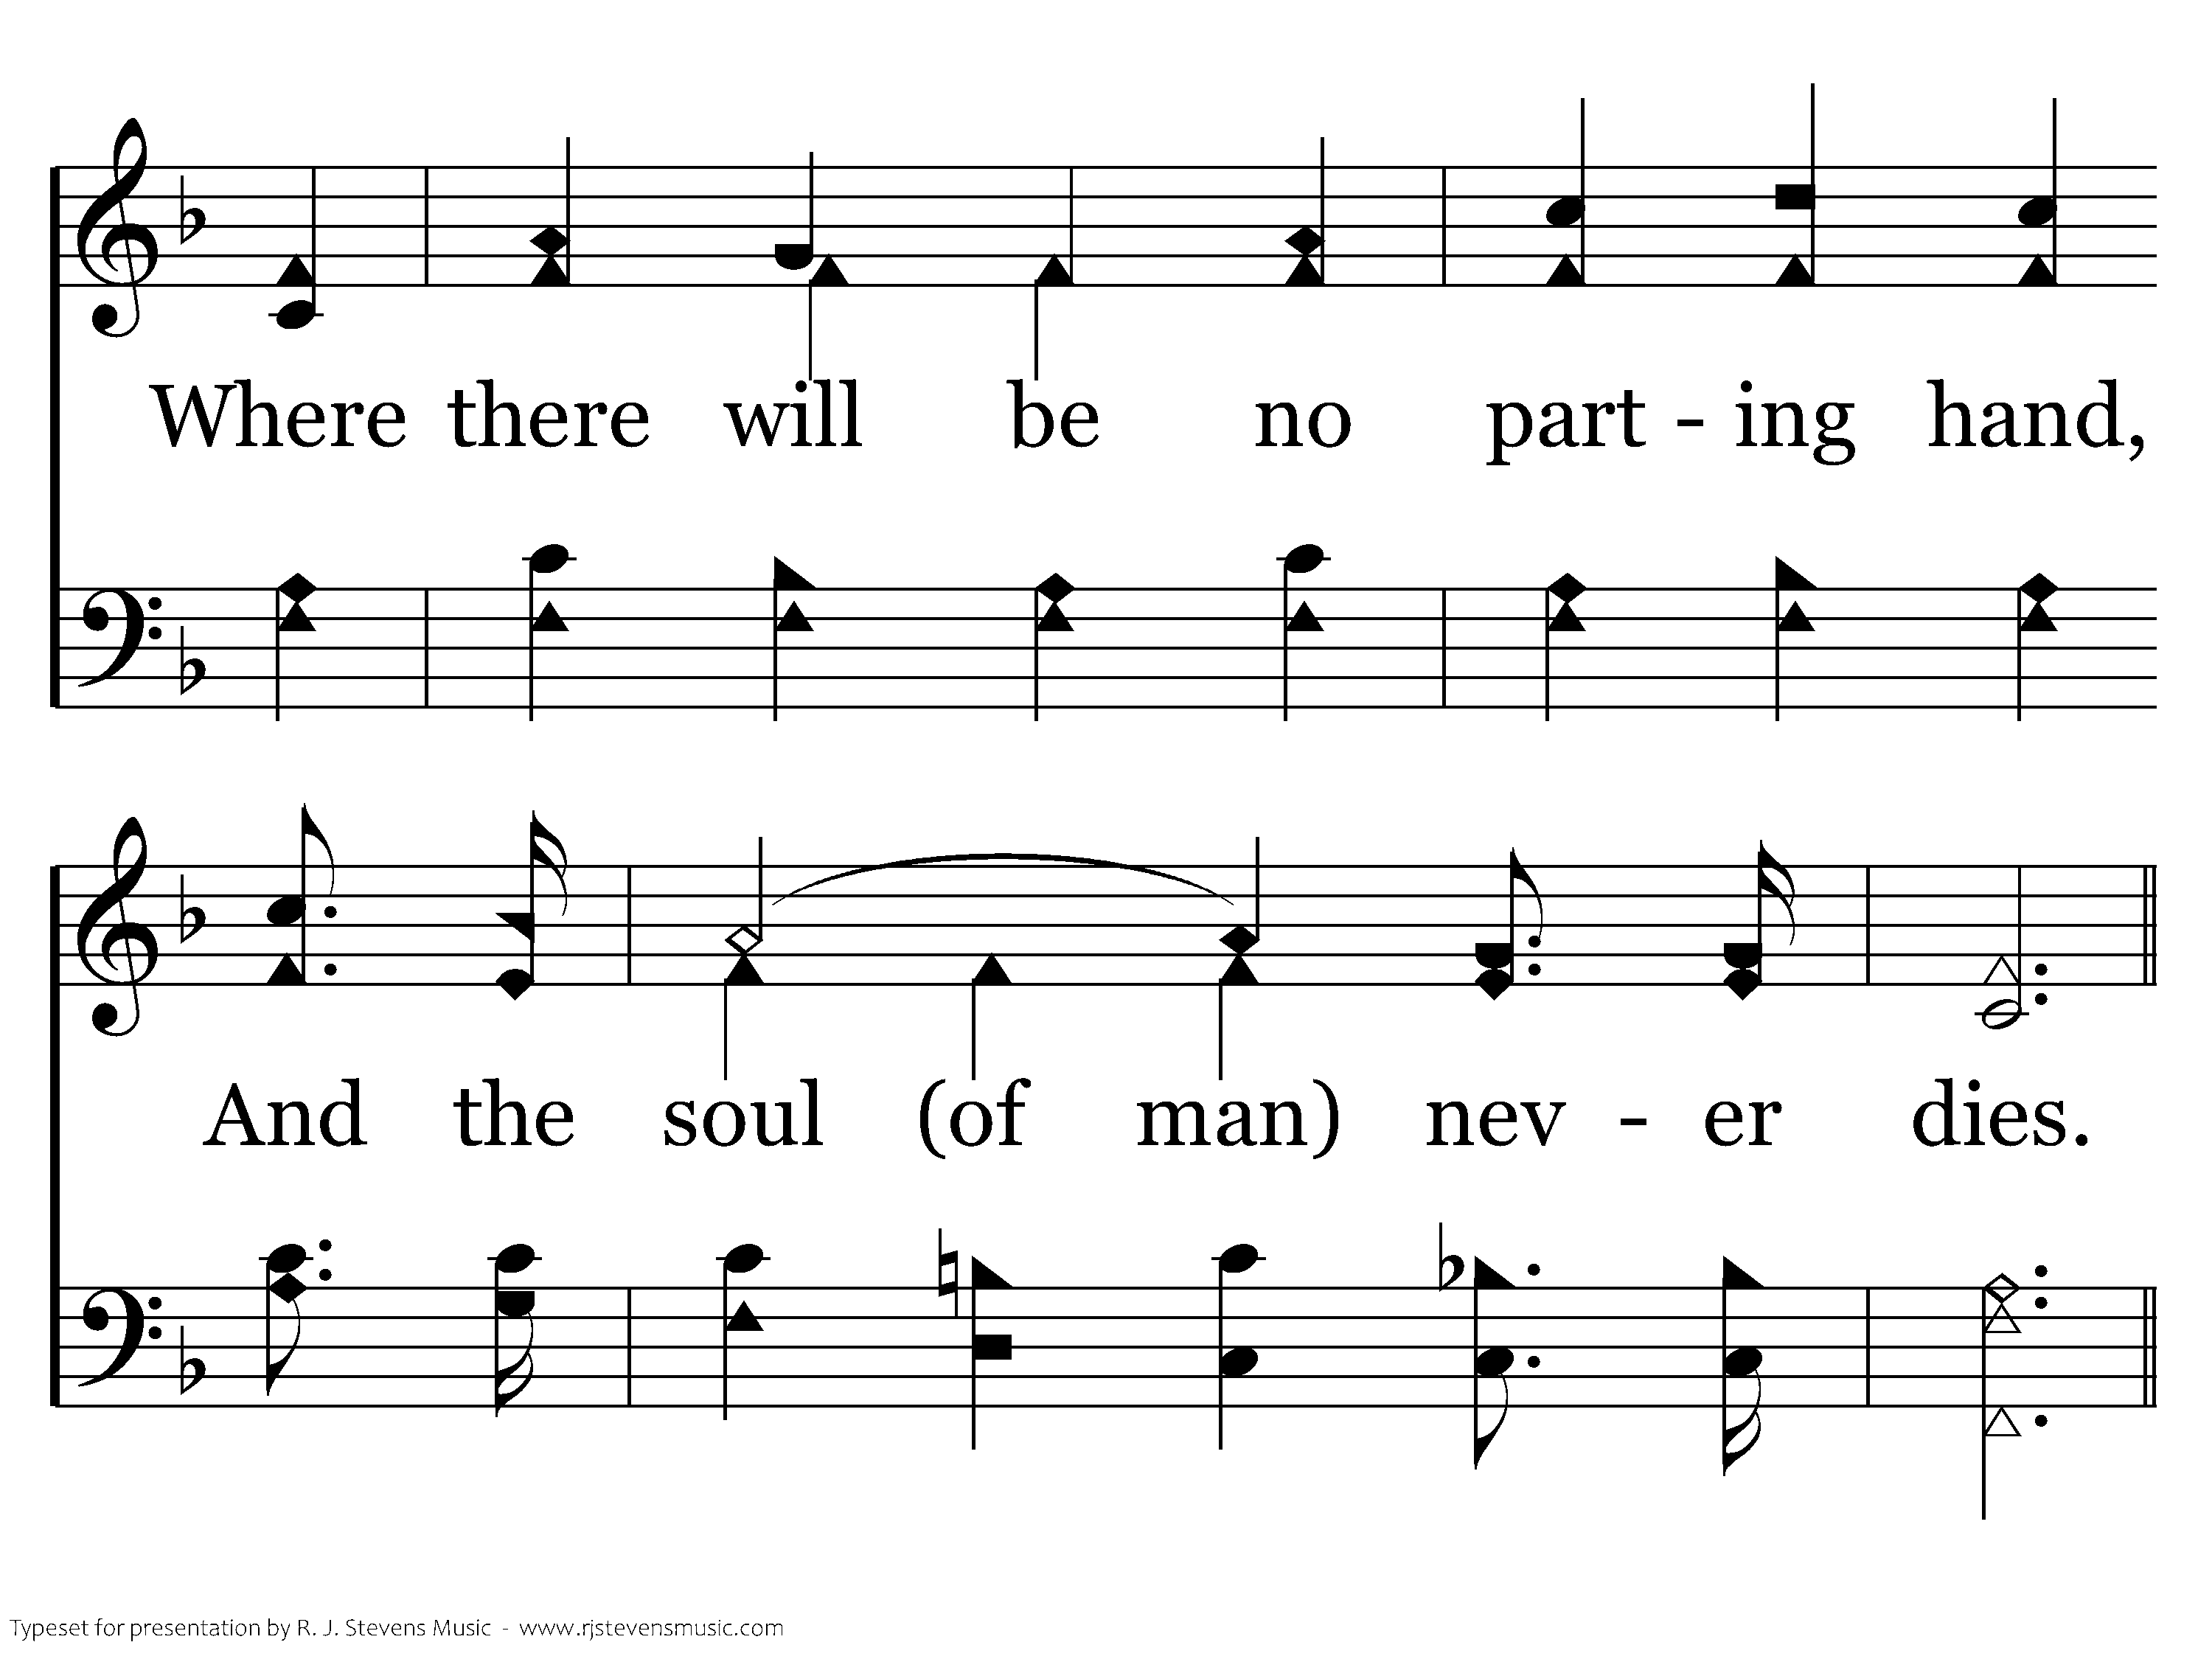 Where there will be no part - ing hand,
And the soul (of man) nev - er dies.
Typeset for presentation by R. J. Stevens Music - www.rjstevensmusic.com